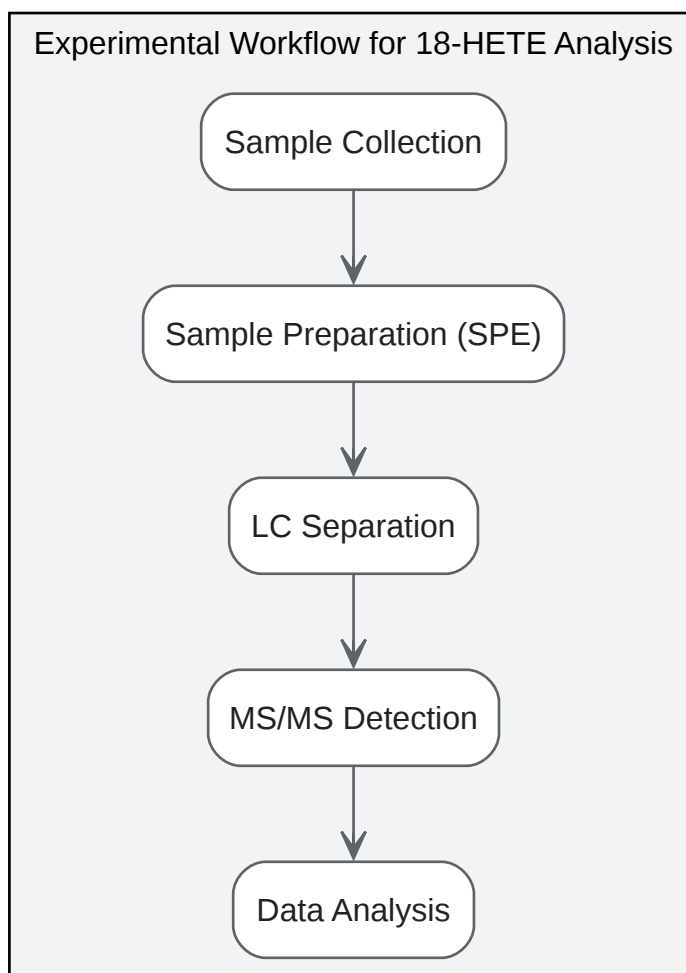 Experimental Workflow for 18-HETE Analysis
Sample Collection
Sample Preparation (SPE)
LC Separation
MS/MS Detection
Data Analysis